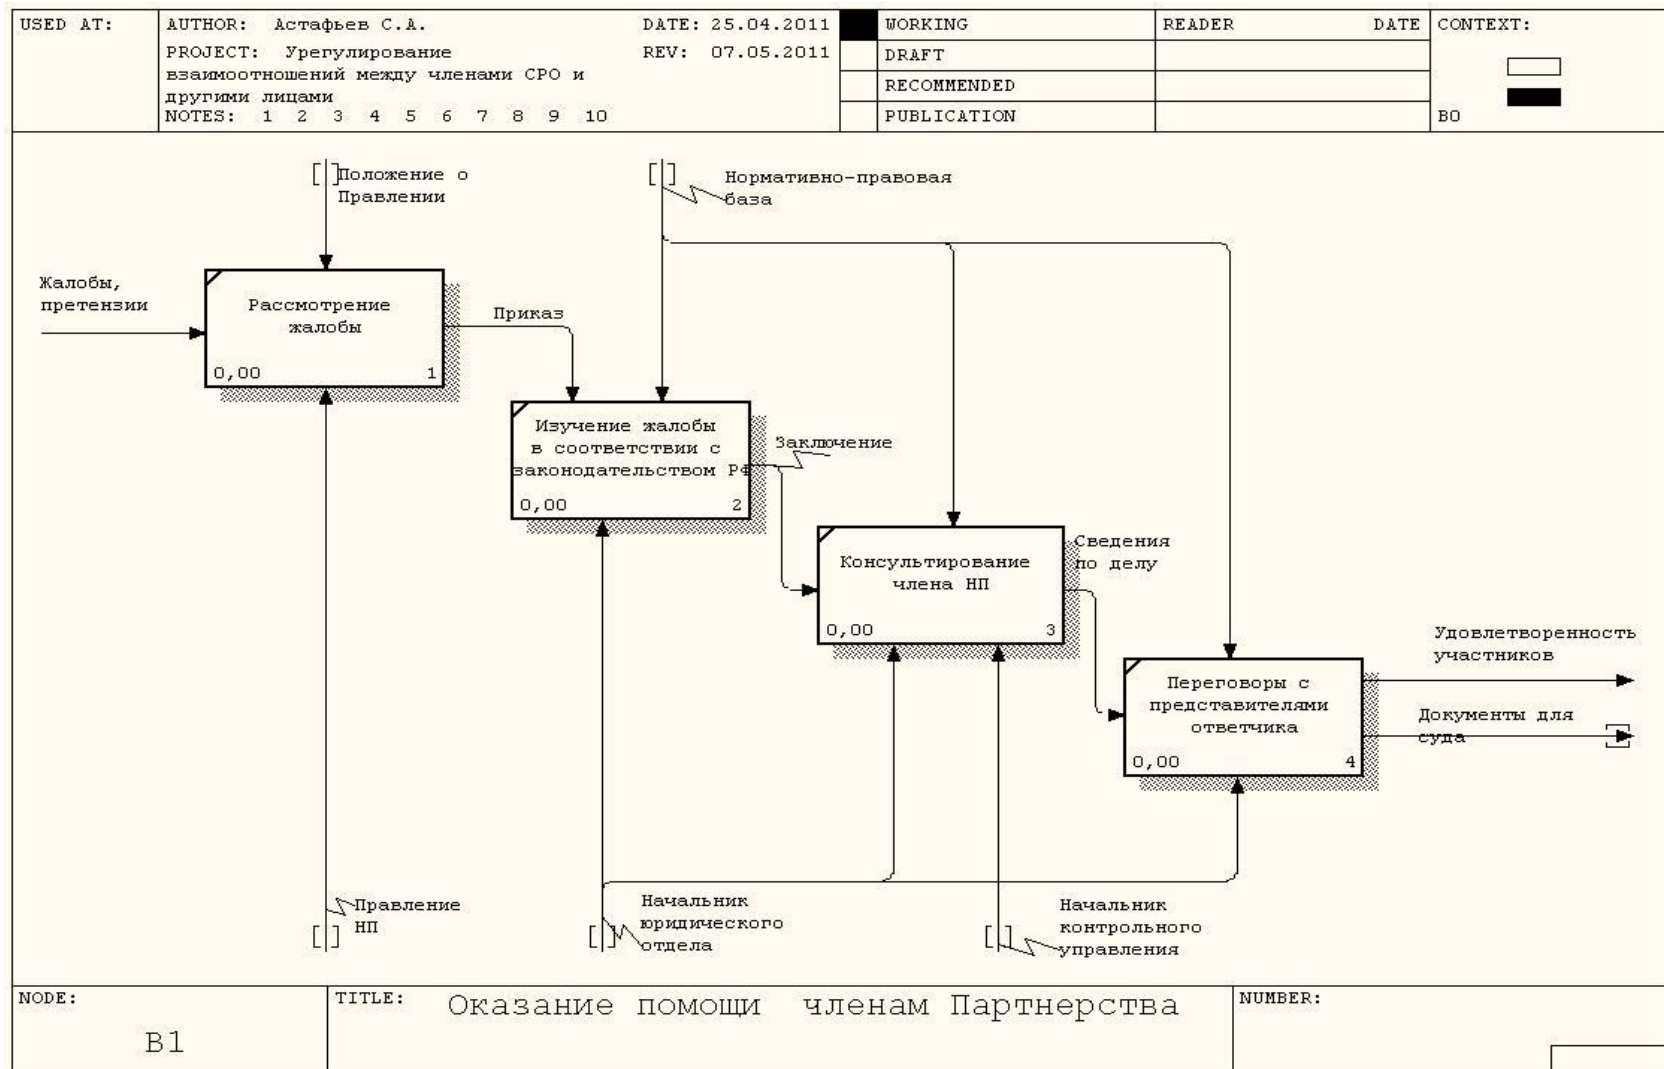 USED AT:
AUTHOR: Астафьев С.А.
DATE: 25.04.2011
PROJECT: Урегулирование
REV: 07.05.2011
взаимоотношений между членами СРО и
другими лицами
NOTES: 1 2 3 4 5 6 7 8 9 10
WORKING
DRAFT
RECOMMENDED
PUBLICATION
READER DATE
CONTEXT:
B0
Положение о
Правлении
Нормативно-правовая
база
Жалобы,
претензии
Рассмотрение
жалобы
0,00 1
Приказ
Изучение жалобы
в соответствии с
законодательством РФ
0,00 2
Заключение
Консультирование
члена НП
0,00 3
Сведения
по делу
Переговоры с
представителями
ответчика
0,00 4
Удовлетворенность
участников
Документы для
суда
Правление
НП
Начальник
юридического
отдела
Начальник
контрольного
управления
NODE:
B1
TITLE: Оказание помощи членам Партнерства
NUMBER: